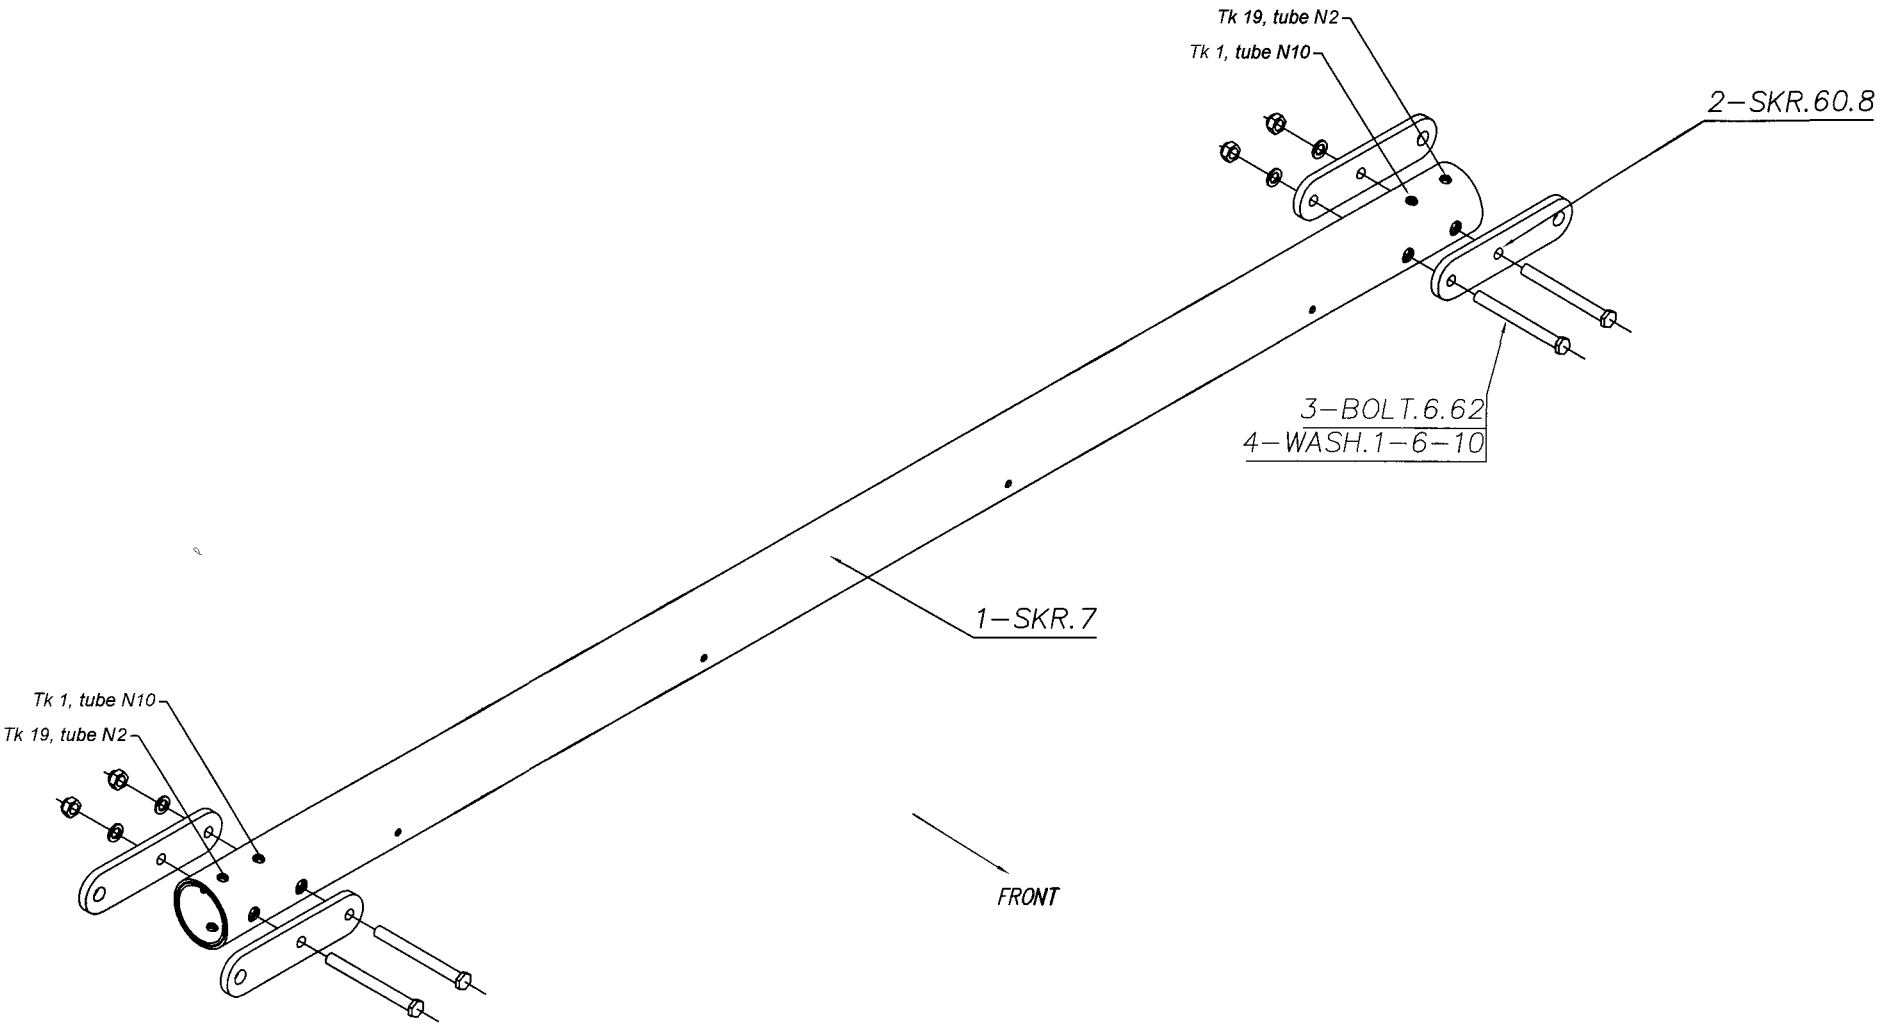 Tk 19, tube N2
Tk 1, tube N10
2-SKR.60.8
3-BOLT.6.62
4-WASH.1-6-10
1-SKR.7
Tk 1, tube N10
Tk 19, tube N2
FRONT